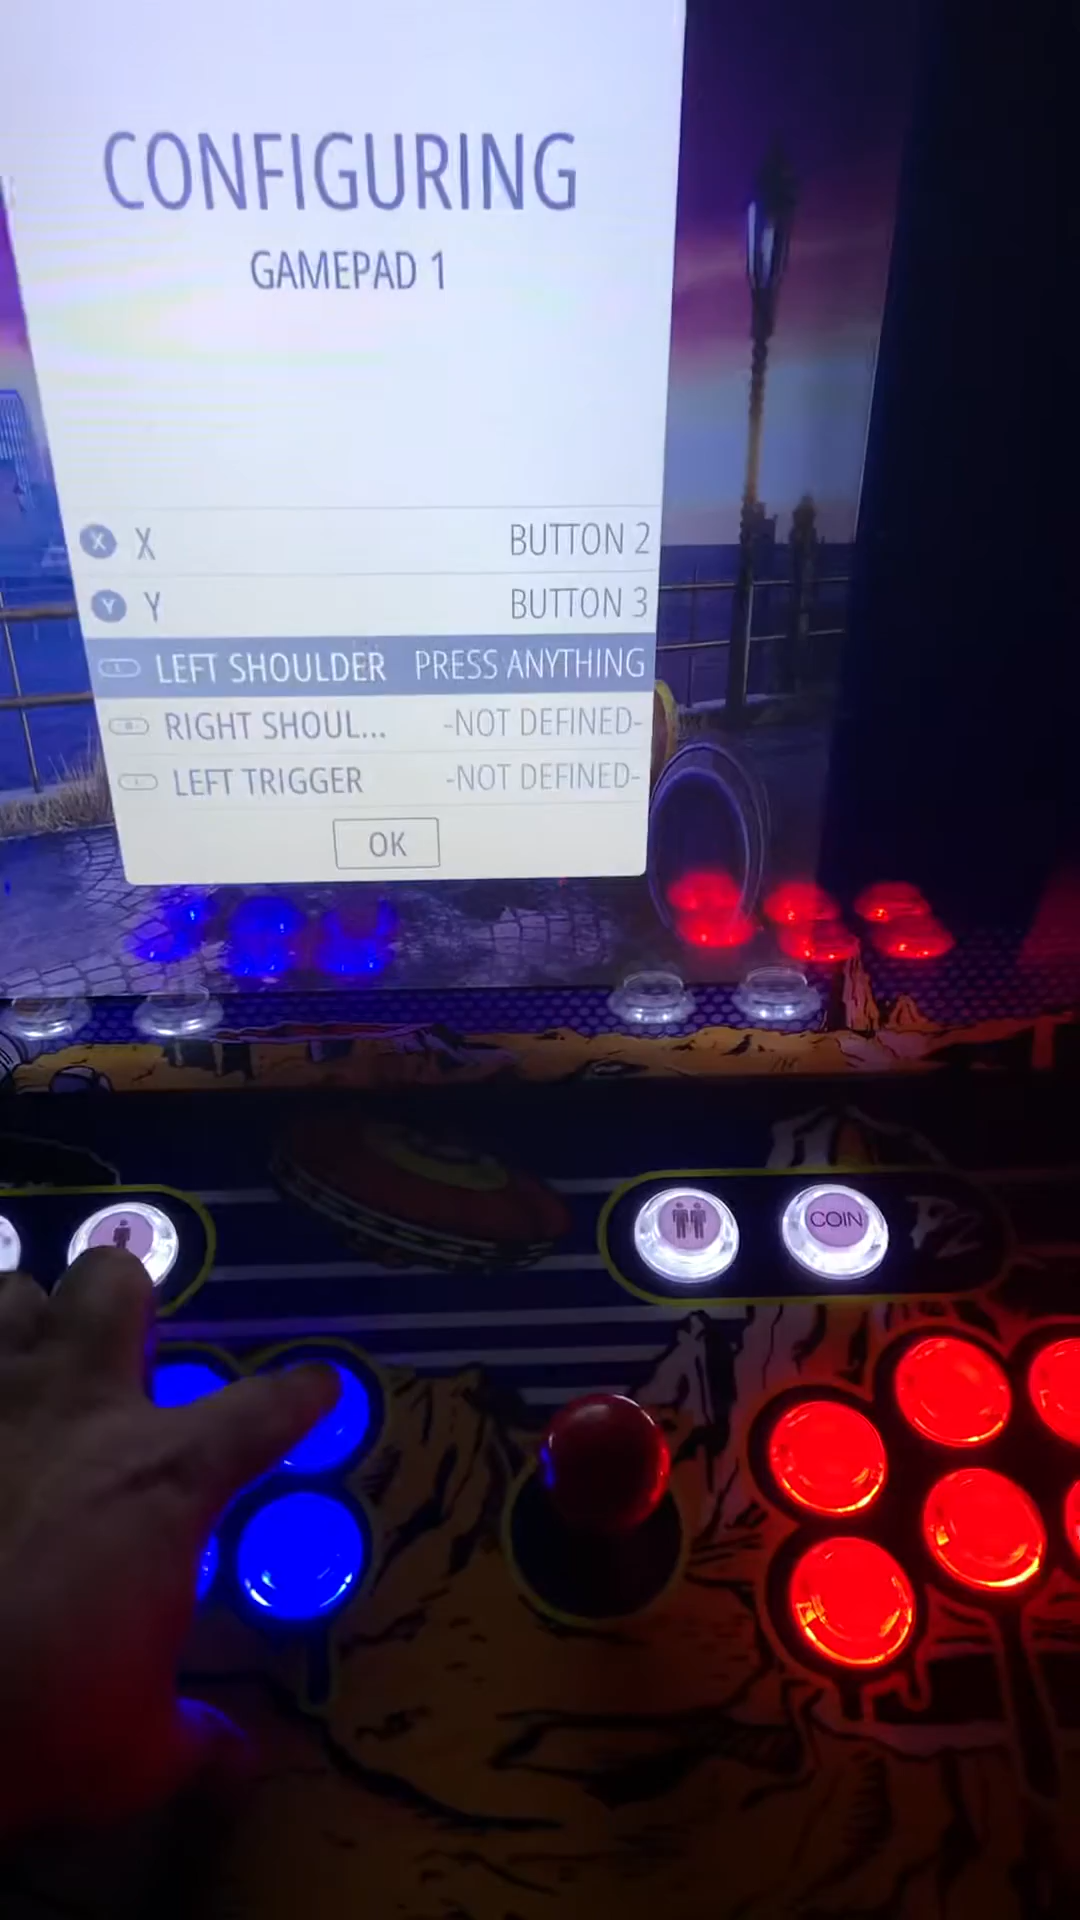 CONFIGURING
GAMEPAD 1
X X BUTTON 2
Y Y BUTTON 3
LEFT SHOULDER PRESS ANYTHING
RIGHT SHOUL... -NOT DEFINED-
LEFT TRIGGER -NOT DEFINED-
OK
COIN
P2